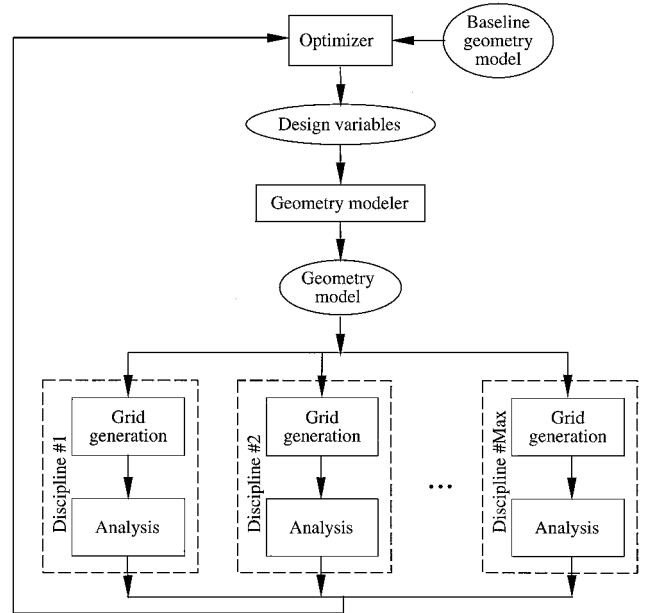 Optimizer
Baseline
geometry
model
Design variables
Geometry modeler
Geometry
model
Discipline #1
Grid
generation
Analysis
Discipline #2
Grid
generation
Analysis
...
Discipline #Max
Grid
generation
Analysis